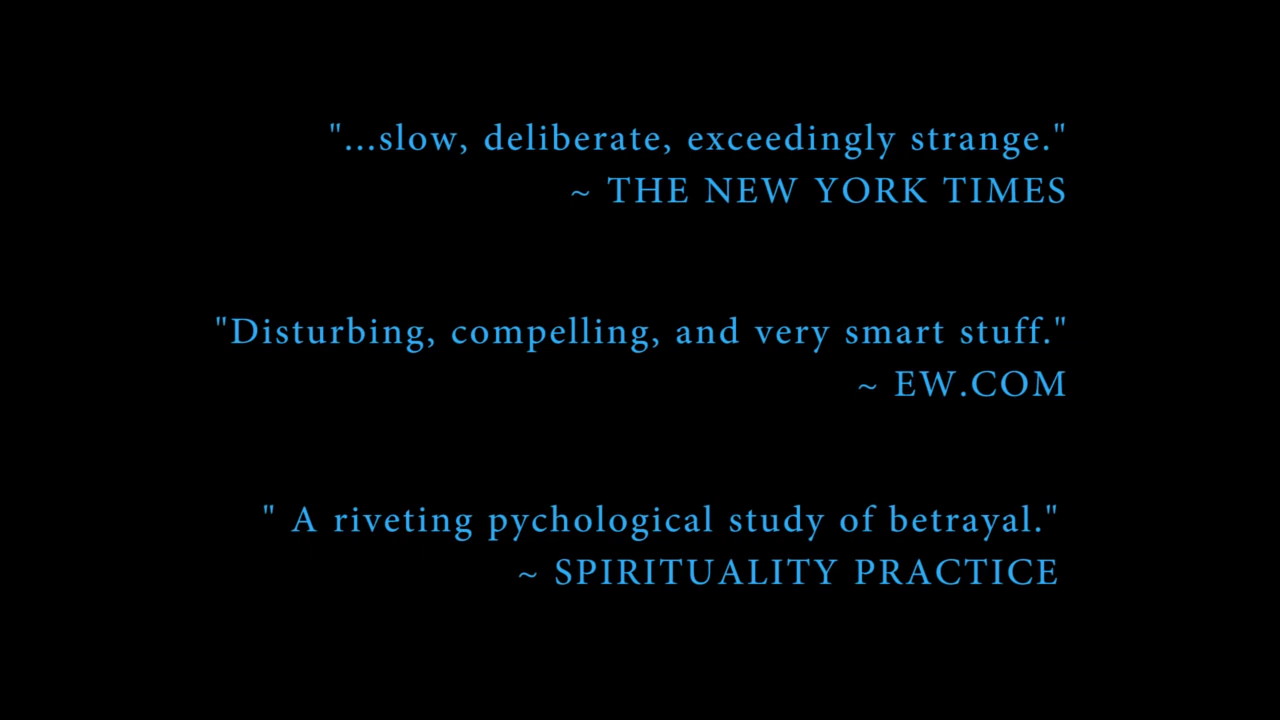 "...slow, deliberate, exceedingly strange."
~ THE NEW YORK TIMES
"Disturbing, compelling, and very smart stuff."
~ EW.COM
" A riveting pychological study of betrayal."
~ SPIRITUALITY PRACTICE